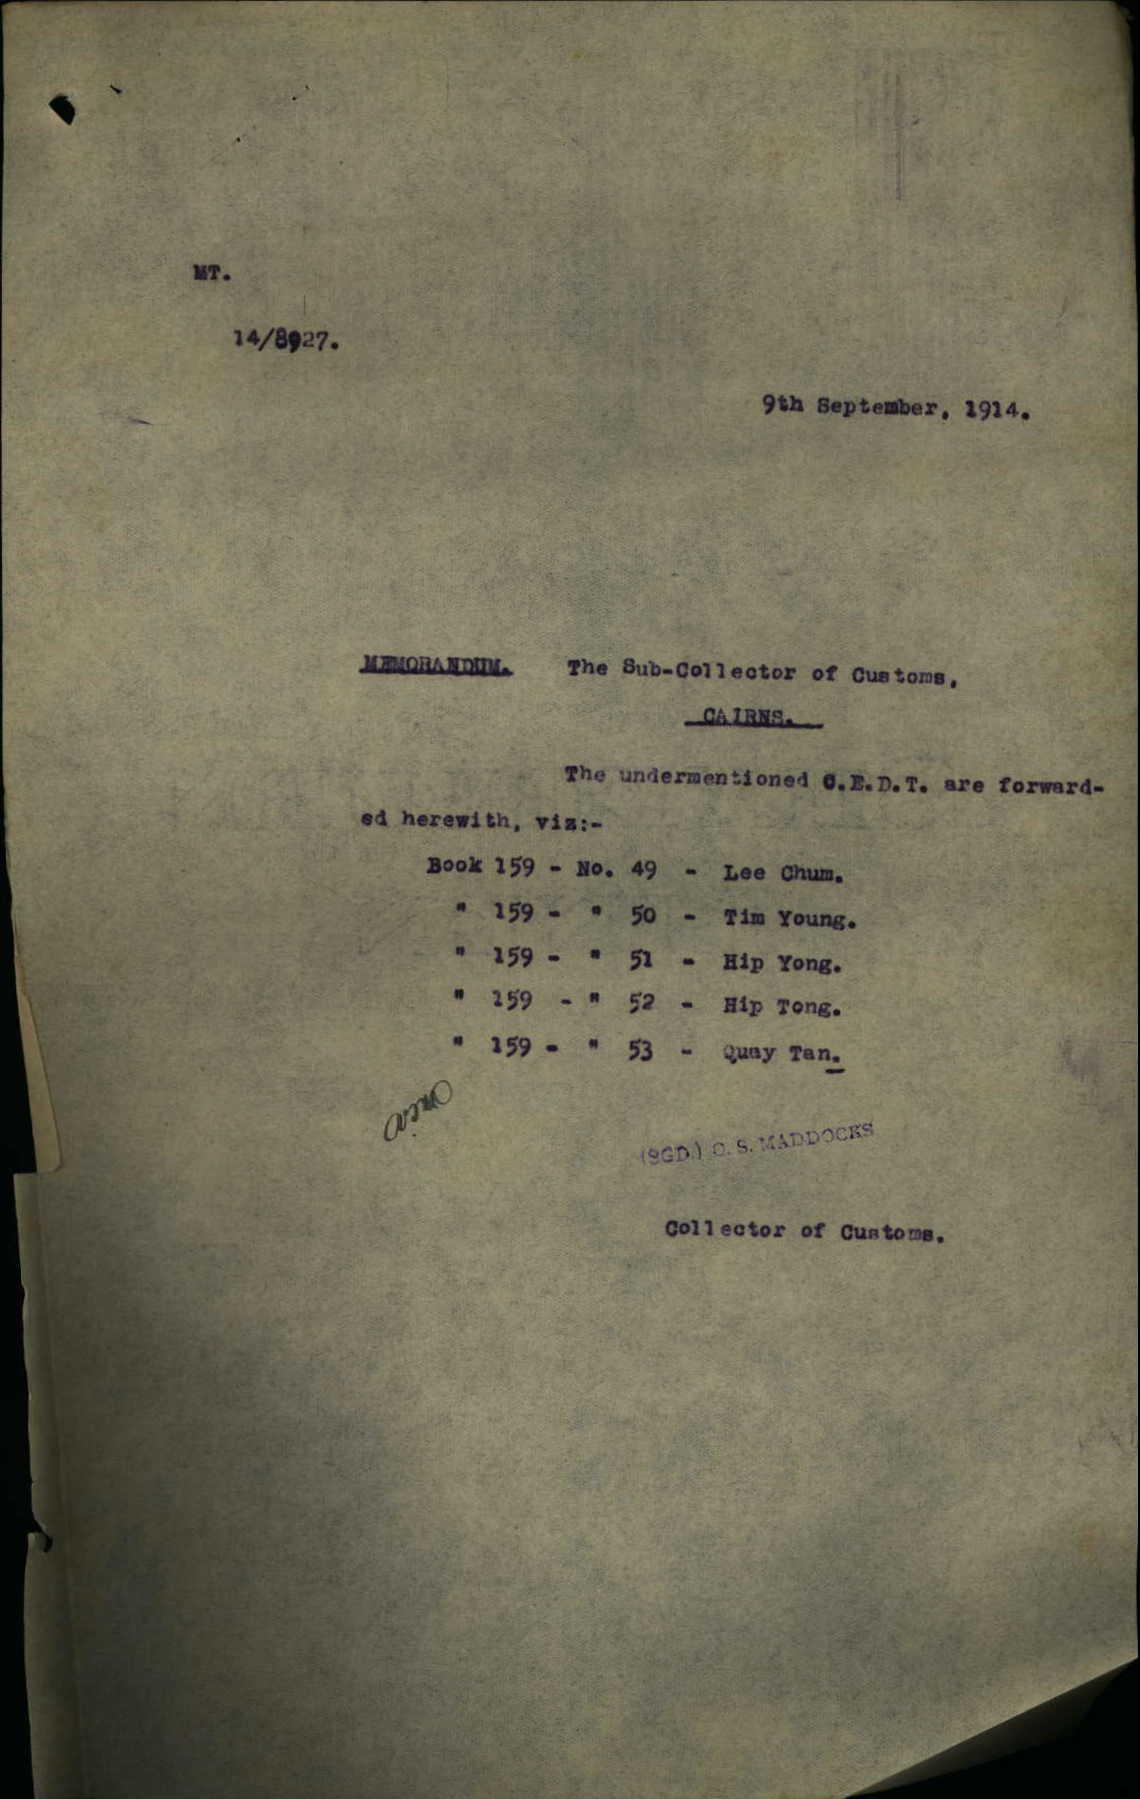 MT.
14/8927.
9th September, 1914.
MEMORANDUM. The Sub-Collector of Customs,
CAIRNS.
The undermentioned C.E.D.T. are forward-
ed herewith, viz:-
Book 159 - No. 49 - Lee Chum.
" 159 - " 50 - Tim Young.
" 159 - " 51 - Hip Yong.
" 159 - " 52 - Hip Tong.
" 159 - " 53 - Quay Tan.
(SGD.) C. S. MADDOCKS
Collector of Customs.